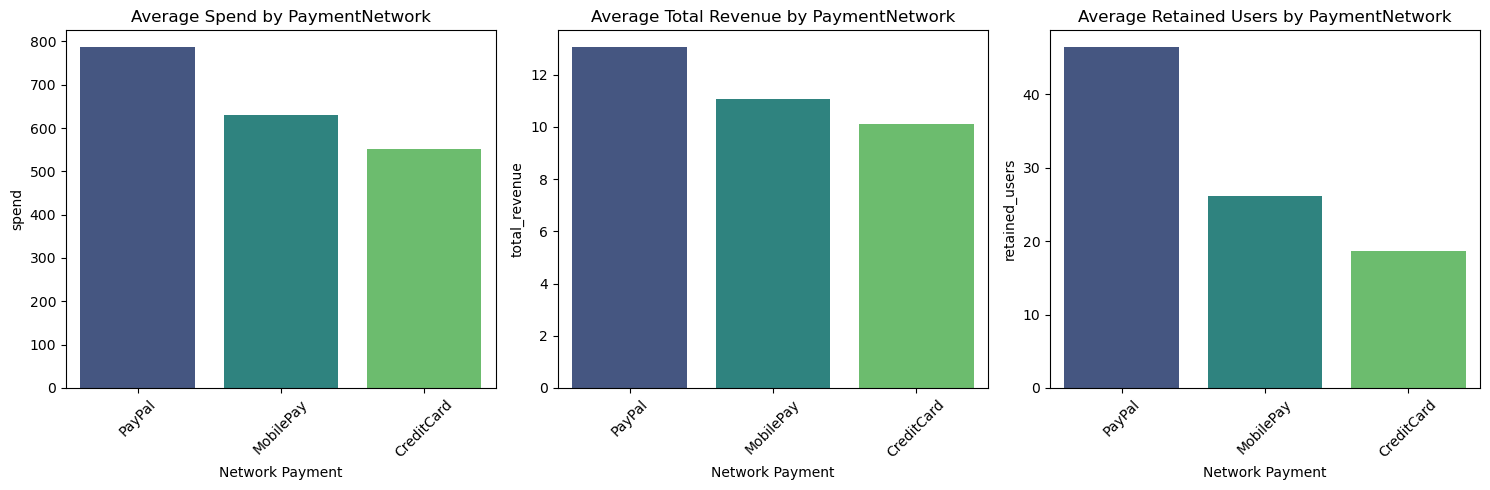 Average Spend by PaymentNetwork
800
700
600
500
400
300
200
100
0
spend
PayPal
MobilePay
CreditCard
Network Payment
Average Total Revenue by PaymentNetwork
12
10
8
6
4
2
0
total_revenue
PayPal
MobilePay
CreditCard
Network Payment
Average Retained Users by PaymentNetwork
40
30
20
10
0
retained_users
PayPal
MobilePay
CreditCard
Network Payment